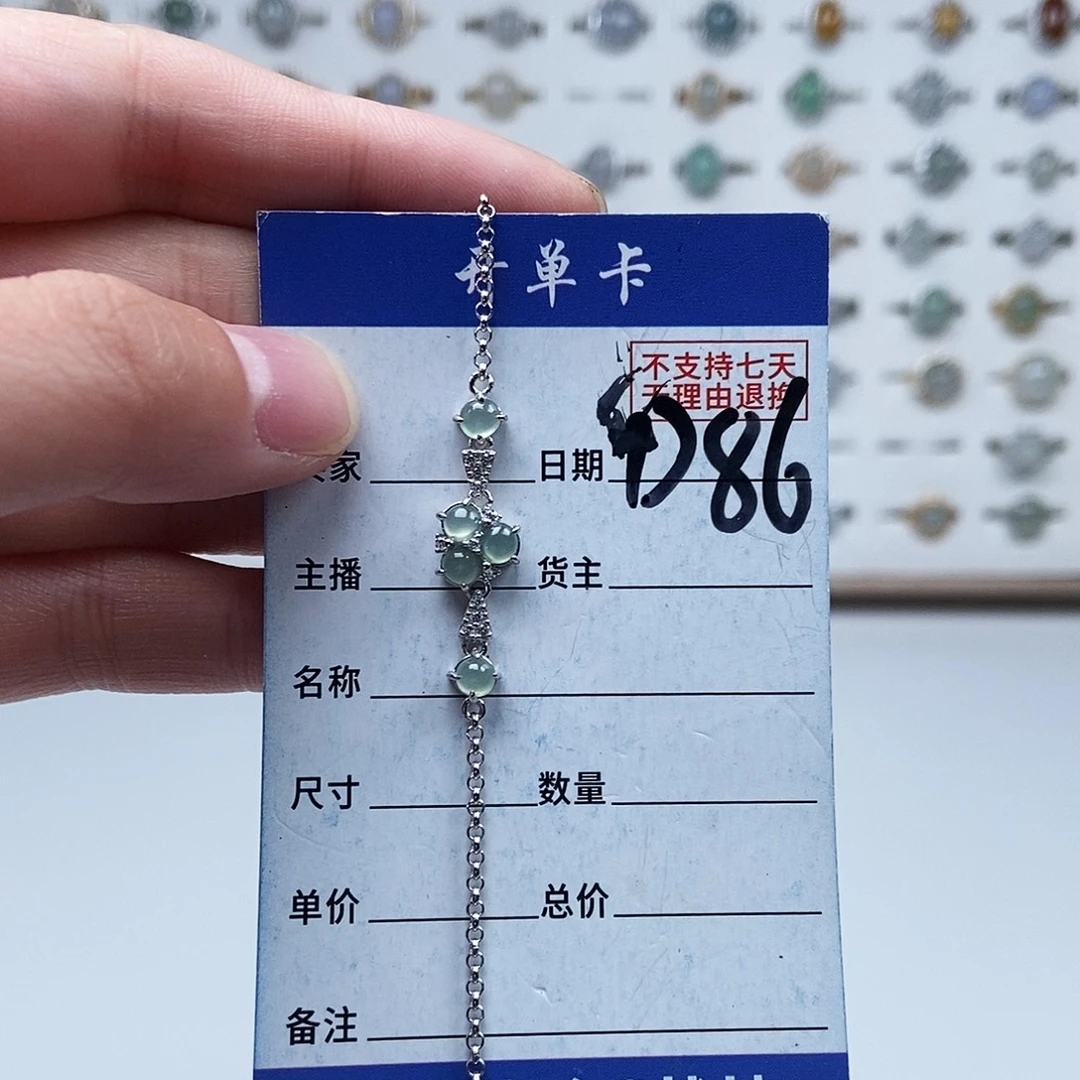 开单卡
不支持七天
无理由退换
D86
家 日期
主播 货主
名称
尺寸 数量
单价 总价
备注